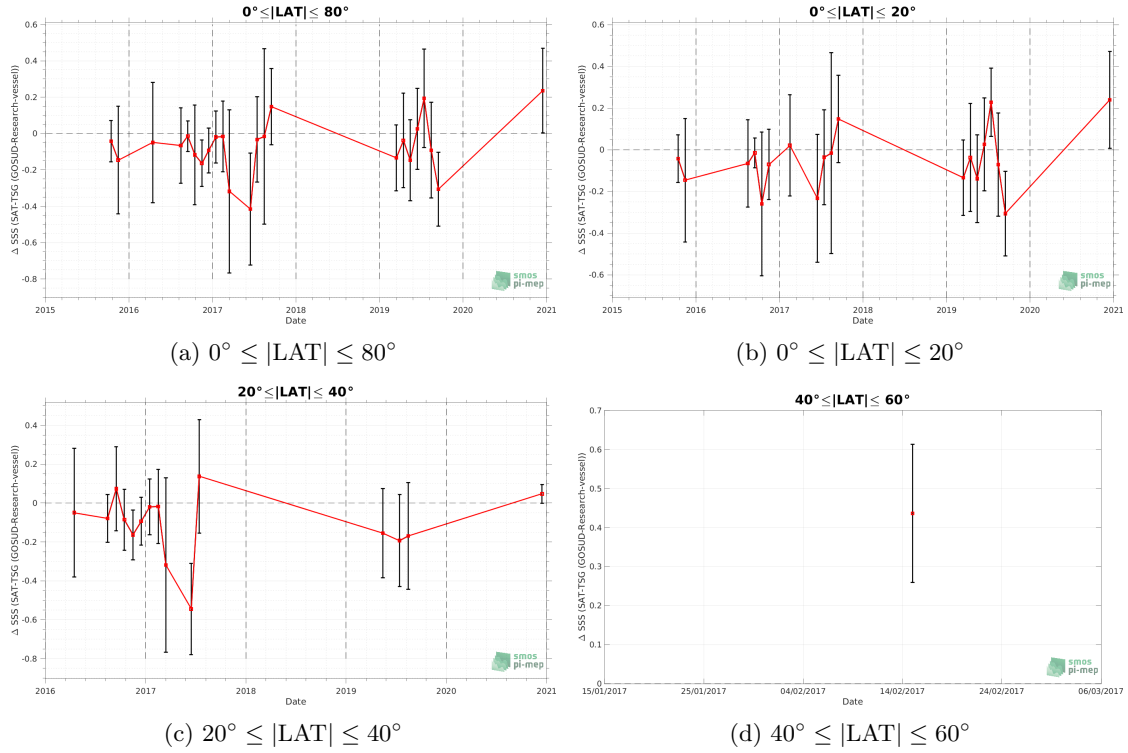 0°≤|LAT|≤ 80°
Δ SSS (SAT-TSG (GOSUD-Research-vessel))
0.6
0.4
0.2
0
-0.2
-0.4
-0.6
-0.8
2015 2016 2017 2018 2019 2020 2021
Date
smos
pi-mep
(a) 0° ≤ |LAT| ≤ 80°
0°≤|LAT|≤ 20°
Δ SSS (SAT-TSG (GOSUD-Research-vessel))
0.6
0.4
0.2
0
-0.2
-0.4
-0.6
2015 2016 2017 2018 2019 2020 2021
Date
smos
pi-mep
(b) 0° ≤ |LAT| ≤ 20°
20°≤|LAT|≤ 40°
Δ SSS (SAT-TSG (GOSUD-Research-vessel))
0.4
0.2
0
-0.2
-0.4
-0.6
-0.8
2016 2017 2018 2019 2020 2021
Date
smos
pi-mep
(c) 20° ≤ |LAT| ≤ 40°
40°≤|LAT|≤ 60°
Δ SSS (SAT-TSG (GOSUD-Research-vessel))
0.7
0.6
0.5
0.4
0.3
0.2
0.1
0
15/01/2017 25/01/2017 04/02/2017 14/02/2017 24/02/2017 06/03/2017
Date
smos
pi-mep
(d) 40° ≤ |LAT| ≤ 60°